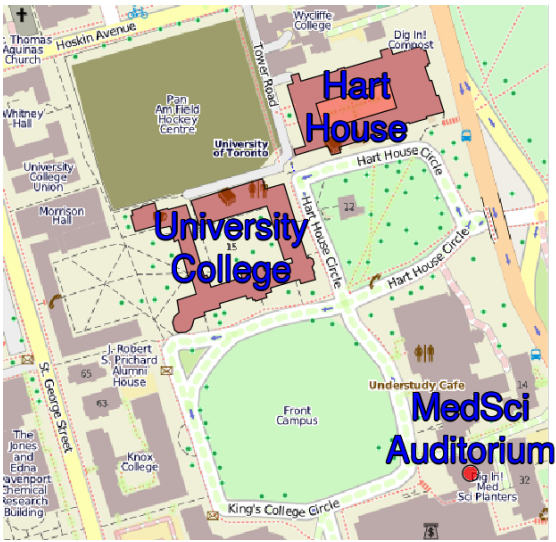 Wycliffe
College
Hoskin Avenue
Thomas
Aquinas
Church
Dig In!
Compost
Tower Road
Hart
House
Pan
Am Field
Hockey
Centre
Whitney
Hall
University
of Toronto
Hart House Circle
University
College
Union
Morrison
Hall
12
Hart House Circle
University
College
15
Hart House Circle
J. Robert
S. Prichard
Alumni
House
65
63
St. George Street
Understudy Cafe
14
MedSci
Auditorium
Front
Campus
The
Jones
and
Edna
Davenport
Chemical
Research
Building
Knox
College
Dig In!
Med
Sci Planters
32
King's College Circle